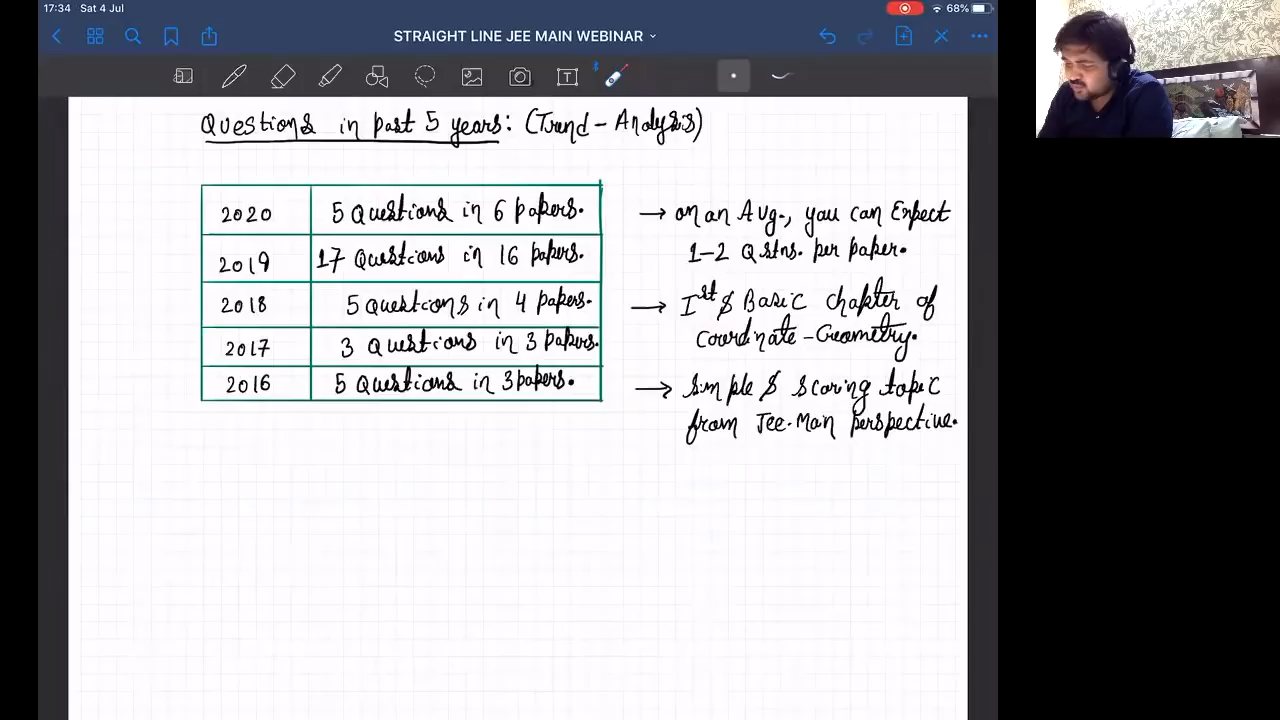 17:34 Sat 4 Jul
68%
STRAIGHT LINE JEE MAIN WEBINAR
Questions in past 5 years: (Trend-Analysis)
2020 5 Questions in 6 papers.
2019 17 Questions in 16 papers.
2018 5 Questions in 4 papers.
2017 3 Questions in 3 papers.
2016 5 Questions in 3 papers.
→ on an Avg., you can Expect
1-2 Qstns. per paper.
→ Ist & Basic chapter of
coordinate-Geometry.
→ simple & scoring topic
from Jee-Main perspective.